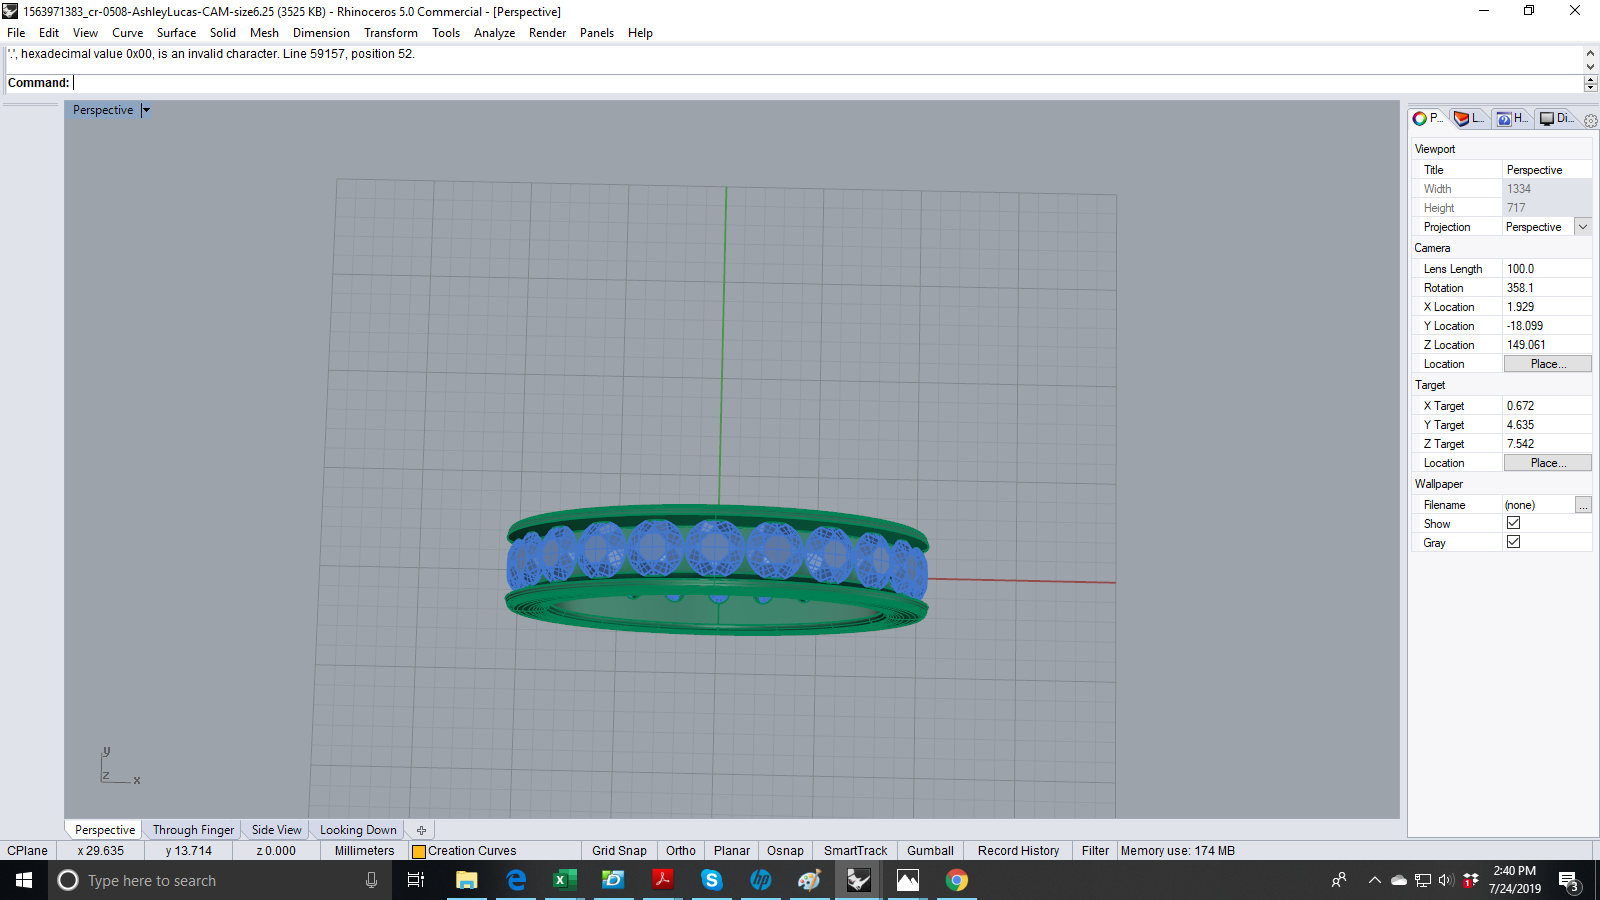 1563971383_cr-0508-AshleyLucas-CAM-size6.25 (3525 KB) - Rhinoceros 5.0 Commercial - [Perspective]
File Edit View Curve Surface Solid Mesh Dimension Transform Tools Analyze Render Panels Help
'.', hexadecimal value 0x00, is an invalid character. Line 59157, position 52.
Command:
Perspective
P... L... H... Di...
Viewport
Title Perspective
Width 1334
Height 717
Projection Perspective
Camera
Lens Length 100.0
Rotation 358.1
X Location 1.929
Y Location -18.099
Z Location 149.061
Location Place...
Target
X Target 0.672
Y Target 4.635
Z Target 7.542
Location Place...
Wallpaper
Filename (none) ...
Show
Gray
y
z x
Perspective Through Finger Side View Looking Down
CPlane x 29.635 y 13.714 z 0.000 Millimeters Creation Curves Grid Snap Ortho Planar Osnap SmartTrack Gumball Record History Filter Memory use: 174 MB
Type here to search
2:40 PM
7/24/2019
3